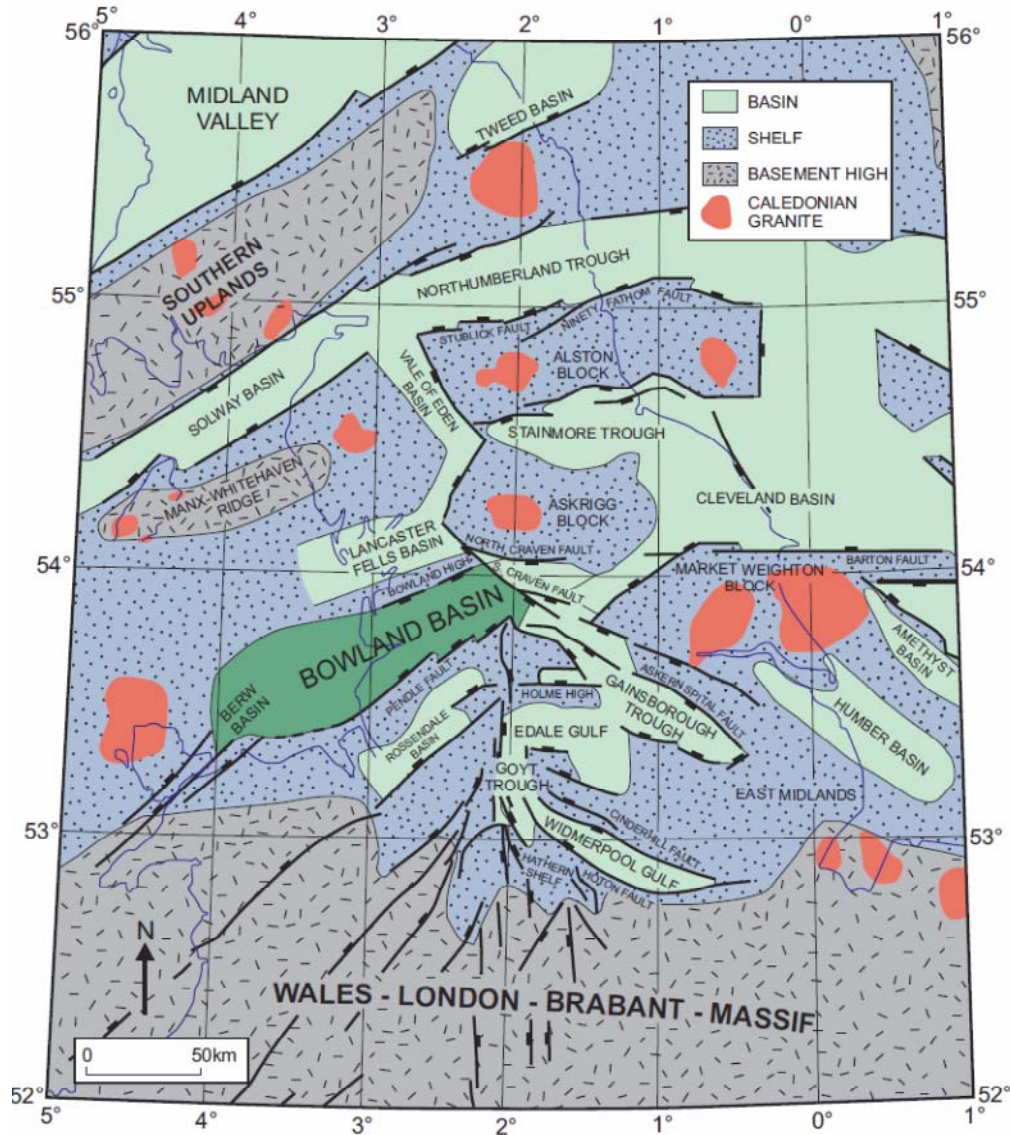 5° 4° 3° 2° 1° 0° 1°
56° 56°
MIDLAND
VALLEY
TWEED BASIN
BASIN
SHELF
BASEMENT HIGH
CALEDONIAN
GRANITE
SOUTHERN
UPLANDS
NORTHUMBERLAND TROUGH
55° 55°
STUBLICK FAULT
NINETY FATHOM FAULT
ALSTON
BLOCK
VALE OF EDEN
BASIN
SOLWAY BASIN
STAINMORE TROUGH
MANX-WHITEHAVEN
RIDGE
CLEVELAND BASIN
ASKRIGG
BLOCK
LANCASTER
FELLS BASIN
NORTH CRAVEN FAULT
54° 54°
BOWLAND HIGH
S. CRAVEN FAULT
MARKET WEIGHTON
BLOCK
BARTON FAULT
BOWLAND BASIN
AMETHYST
BASIN
BERW
BASIN
PENDLE FAULT
ASKERN SPITAL FAULT
HOLME HIGH
GAINSBOROUGH
TROUGH
HUMBER BASIN
ROSSENDALE
BASIN
EDALE GULF
GOYT
TROUGH
EAST MIDLANDS
53° 53°
WIDMERPOOL GULF
CINDERHILL FAULT
HATHERN
SHELF
HOTON FAULT
N
WALES - LONDON - BRABANT - MASSIF
0 50km
52° 52°
5° 4° 3° 2° 1° 0° 1°